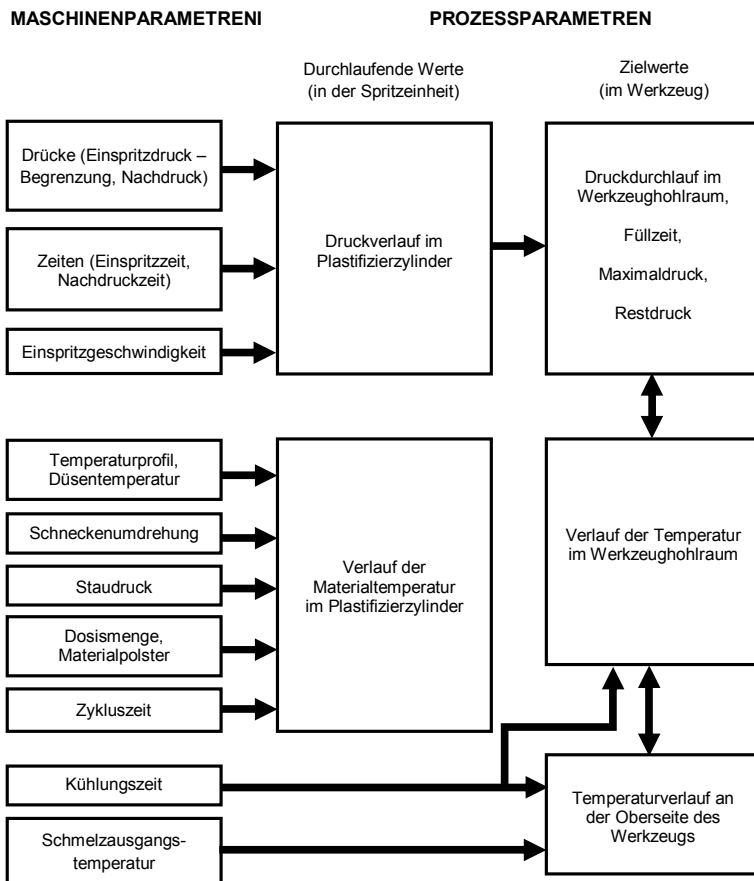 MASCHINENPARAMETRENI
PROZESSPARAMETREN
Durchlaufende Werte
(in der Spritzeinheit)
Zielwerte
(im Werkzeug)
Drücke (Einspritzdruck –
Begrenzung, Nachdruck)
Zeiten (Einspritzzeit,
Nachdruckzeit)
Einspritzgeschwindigkeit
Druckverlauf im
Plastifizierzylinder
Druckdurchlauf im
Werkzeughohlraum,
Füllzeit,
Maximaldruck,
Restdruck
Temperaturprofil,
Düsentemperatur
Schneckenumdrehung
Staudruck
Dosismenge,
Materialpolster
Zykluszeit
Verlauf der
Materialtemperatur
im Plastifizierzylinder
Verlauf der Temperatur
im Werkzeughohlraum
Kühlungszeit
Schmelzausgangs-
temperatur
Temperaturverlauf an
der Oberseite des
Werkzeugs